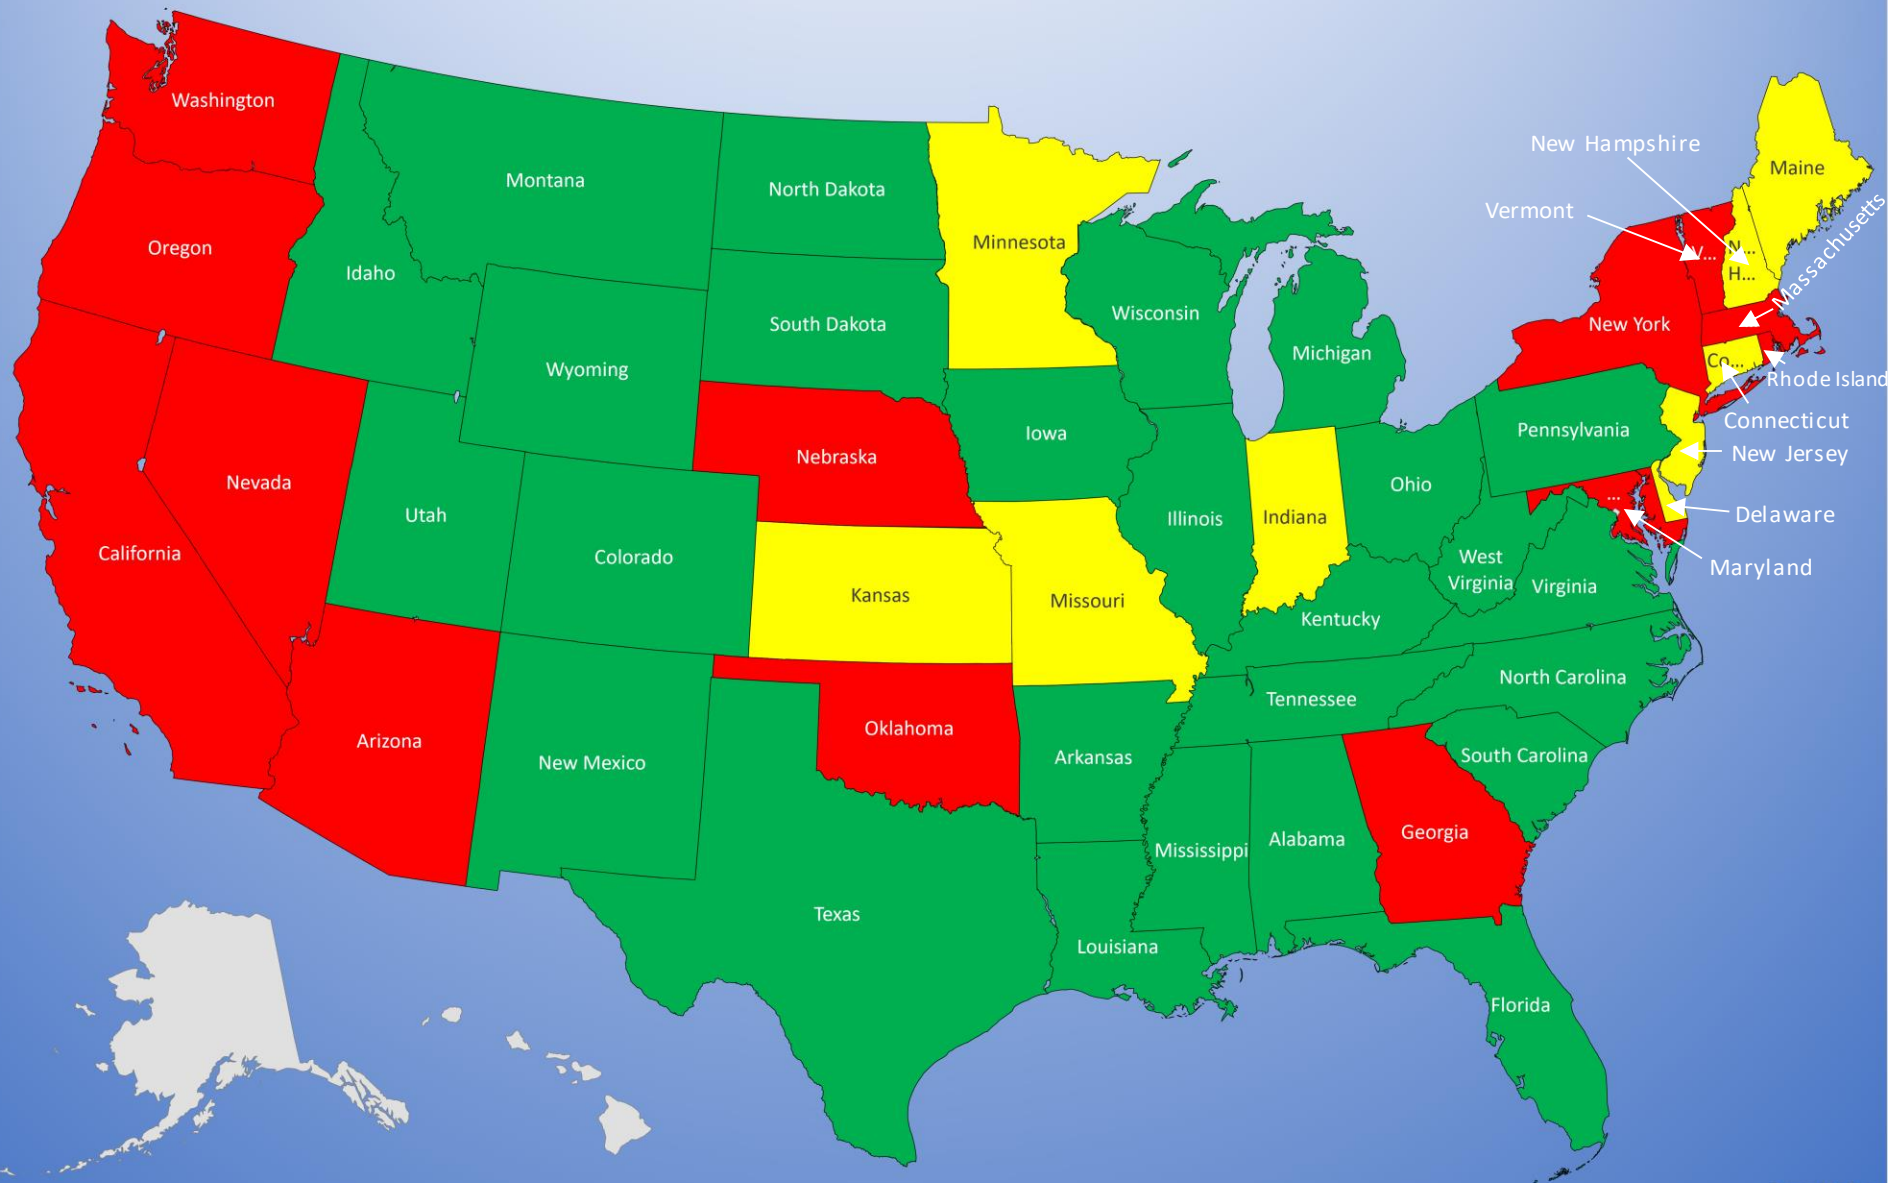 Washington
Oregon
California
Nevada
Idaho
Montana
Wyoming
Utah
Arizona
Colorado
New Mexico
North Dakota
South Dakota
Nebraska
Kansas
Oklahoma
Texas
Minnesota
Iowa
Missouri
Arkansas
Louisiana
Wisconsin
Illinois
Michigan
Indiana
Ohio
Kentucky
Tennessee
Mississippi
Alabama
Georgia
Florida
South Carolina
North Carolina
West
Virginia
Virginia
Pennsylvania
New York
Maine
New Hampshire
Vermont
V...
N...
H...
Massachusetts
Co...
Rhode Island
Connecticut
New Jersey
...
Delaware
Maryland